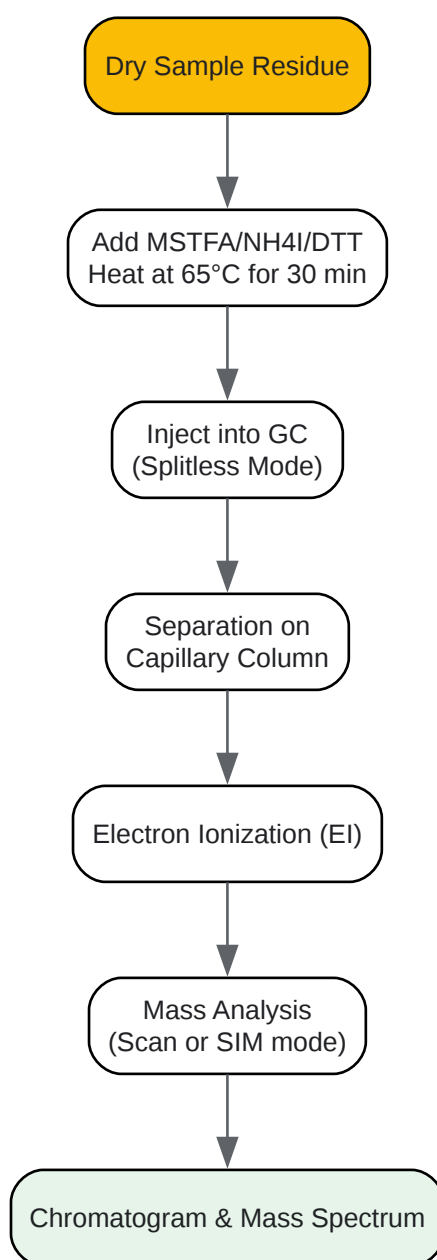 Dry Sample Residue
Add MSTFA/NH4I/DTT
Heat at 65°C for 30 min
Inject into GC
(Splitless Mode)
Separation on
Capillary Column
Electron Ionization (EI)
Mass Analysis
(Scan or SIM mode)
Chromatogram & Mass Spectrum